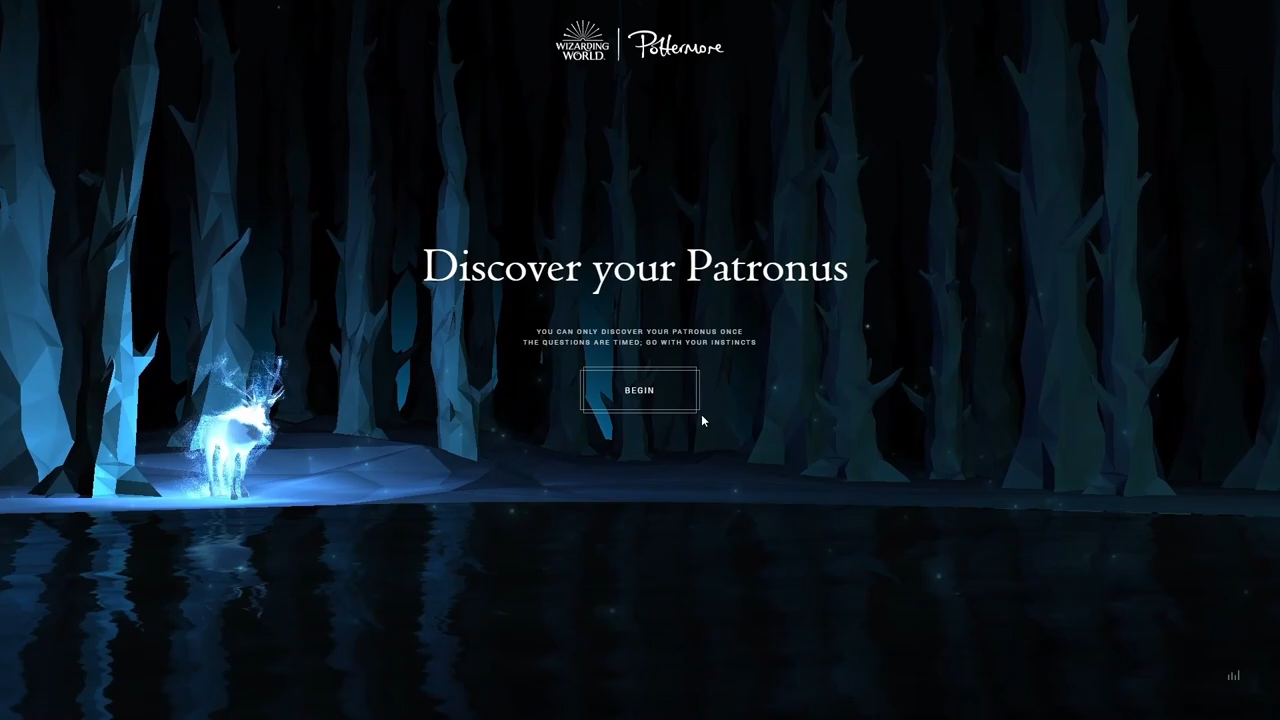 WIZARDING
WORLD.
Pottermore
Discover your Patronus
YOU CAN ONLY DISCOVER YOUR PATRONUS ONCE
THE QUESTIONS ARE TIMED; GO WITH YOUR INSTINCTS
BEGIN